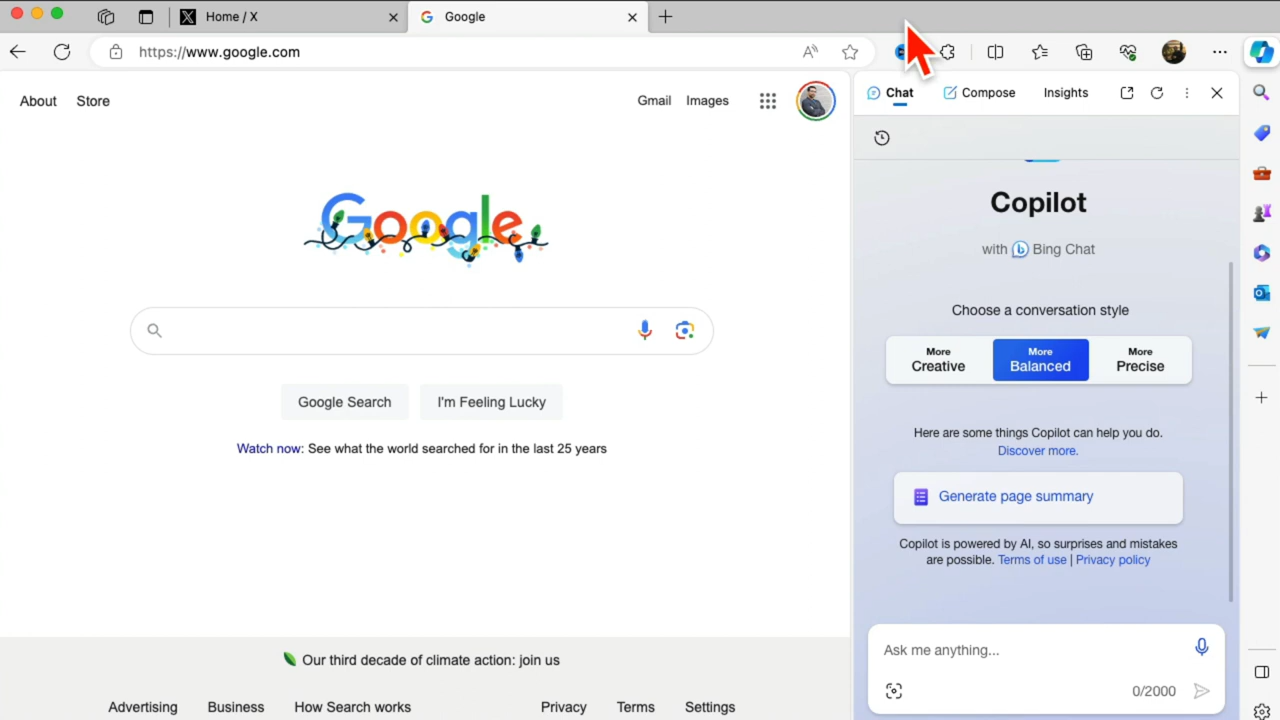 Home / X
Google
https://www.google.com
About
Store
Gmail
Images
Google
Google Search
I'm Feeling Lucky
Watch now: See what the world searched for in the last 25 years
Our third decade of climate action: join us
Advertising
Business
How Search works
Privacy
Terms
Settings
Chat
Compose
Insights
Copilot
with Bing Chat
Choose a conversation style
More
Creative
More
Balanced
More
Precise
Here are some things Copilot can help you do.
Discover more.
Generate page summary
Copilot is powered by AI, so surprises and mistakes
are possible. Terms of use | Privacy policy
Ask me anything...
0/2000